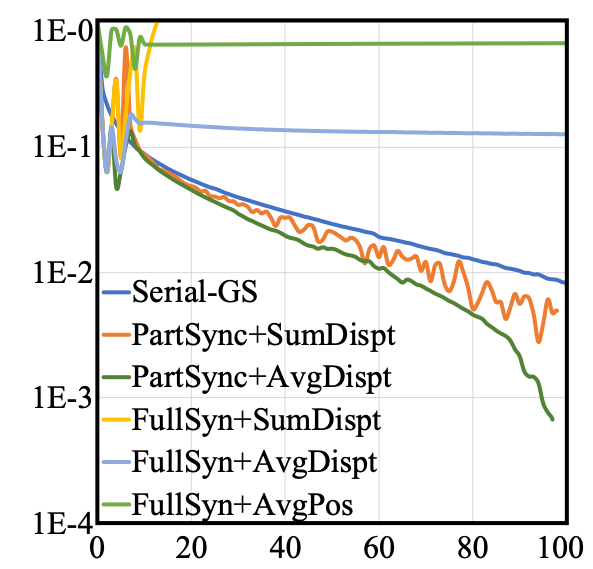 1E-0
1E-1
1E-2
Serial-GS
PartSync+SumDispt
PartSync+AvgDispt
1E-3
FullSyn+SumDispt
FullSyn+AvgDispt
FullSyn+AvgPos
1E-4
0 20 40 60 80 100